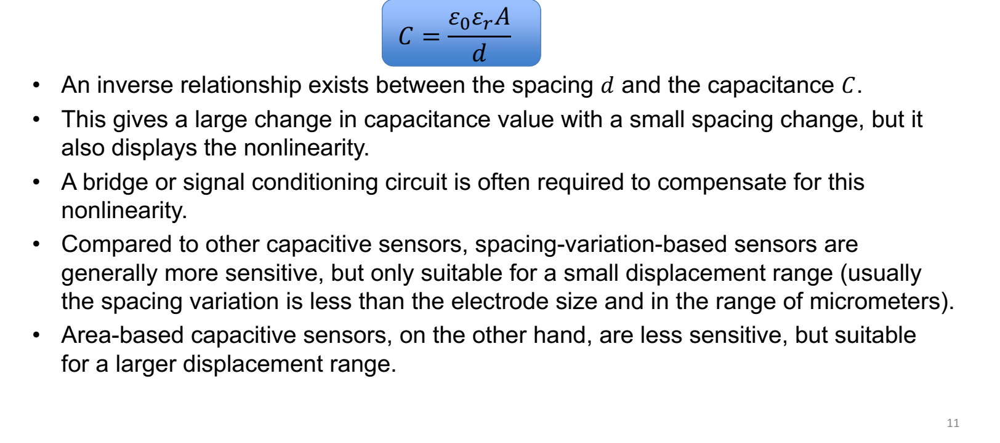 C = ε₀εᵣA / d
• An inverse relationship exists between the spacing d and the capacitance C.
• This gives a large change in capacitance value with a small spacing change, but it
also displays the nonlinearity.
• A bridge or signal conditioning circuit is often required to compensate for this
nonlinearity.
• Compared to other capacitive sensors, spacing-variation-based sensors are
generally more sensitive, but only suitable for a small displacement range (usually
the spacing variation is less than the electrode size and in the range of micrometers).
• Area-based capacitive sensors, on the other hand, are less sensitive, but suitable
for a larger displacement range.
11